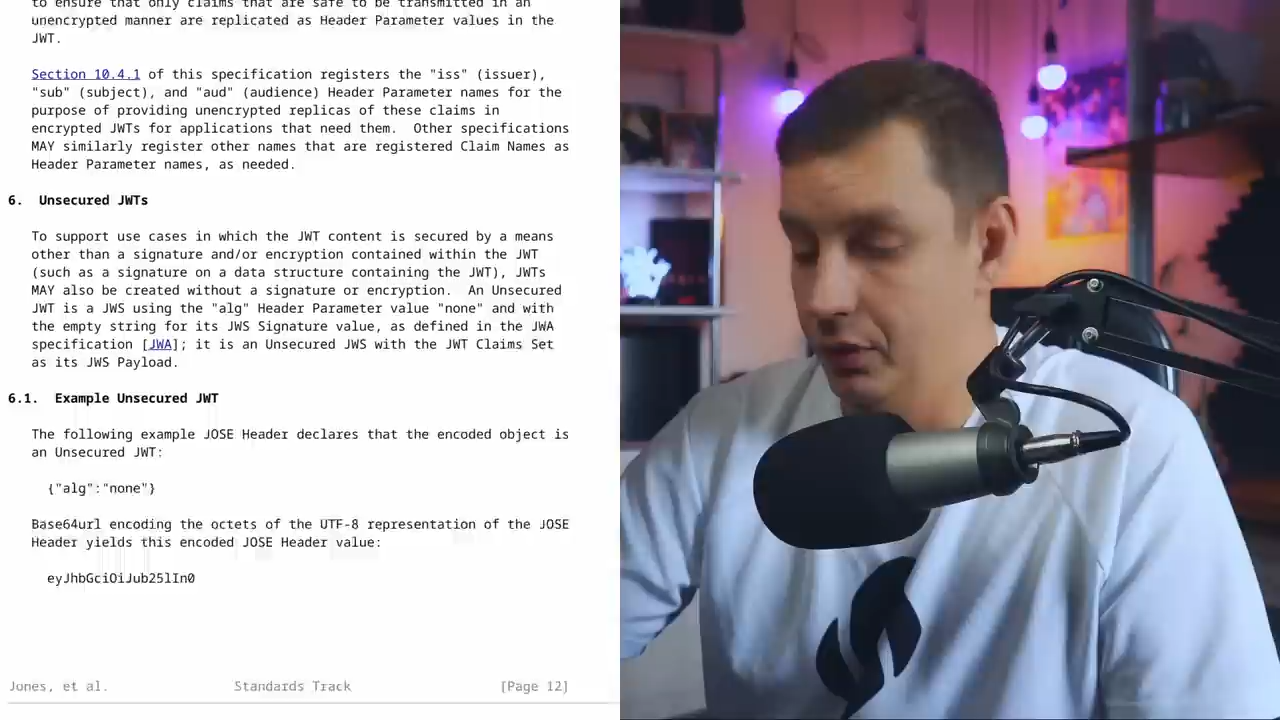 to ensure that only claims that are safe to be transmitted in an
unencrypted manner are replicated as Header Parameter values in the
JWT.
Section 10.4.1 of this specification registers the "iss" (issuer),
"sub" (subject), and "aud" (audience) Header Parameter names for the
purpose of providing unencrypted replicas of these claims in
encrypted JWTs for applications that need them. Other specifications
MAY similarly register other names that are registered Claim Names as
Header Parameter names, as needed.
6. Unsecured JWTs
To support use cases in which the JWT content is secured by a means
other than a signature and/or encryption contained within the JWT
(such as a signature on a data structure containing the JWT), JWTs
MAY also be created without a signature or encryption. An Unsecured
JWT is a JWS using the "alg" Header Parameter value "none" and with
the empty string for its JWS Signature value, as defined in the JWA
specification [JWA]; it is an Unsecured JWS with the JWT Claims Set
as its JWS Payload.
6.1. Example Unsecured JWT
The following example JOSE Header declares that the encoded object is
an Unsecured JWT:
{"alg":"none"}
Base64url encoding the octets of the UTF-8 representation of the JOSE
Header yields this encoded JOSE Header value:
eyJhbGciOiJub25lIn0
Jones, et al. Standards Track [Page 12]